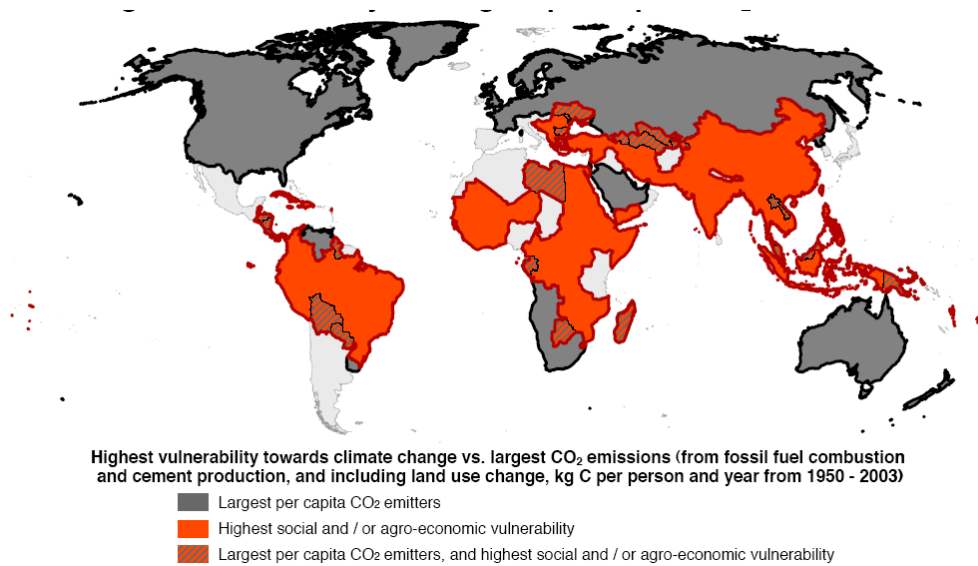 Highest vulnerability towards climate change vs. largest CO₂ emissions (from fossil fuel combustion
and cement production, and including land use change, kg C per person and year from 1950 - 2003)
Largest per capita CO₂ emitters
Highest social and / or agro-economic vulnerability
Largest per capita CO₂ emitters, and highest social and / or agro-economic vulnerability